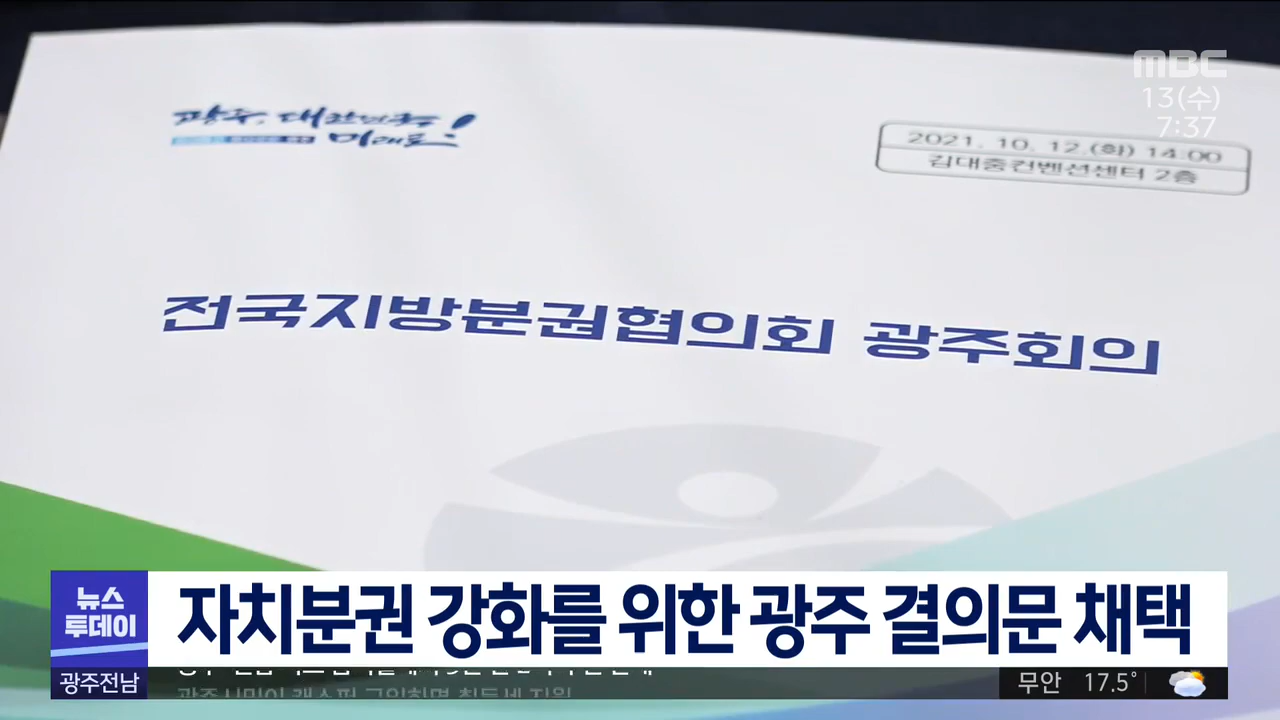 MBC
13(수)
7:37
광주, 대한민국 미래로!
2021. 10. 12.(화) 14:00
김대중컨벤션센터 2층
전국지방분권협의회 광주회의
뉴스
투데이
자치분권 강화를 위한 광주 결의문 채택
광주전남
무안 17.5°